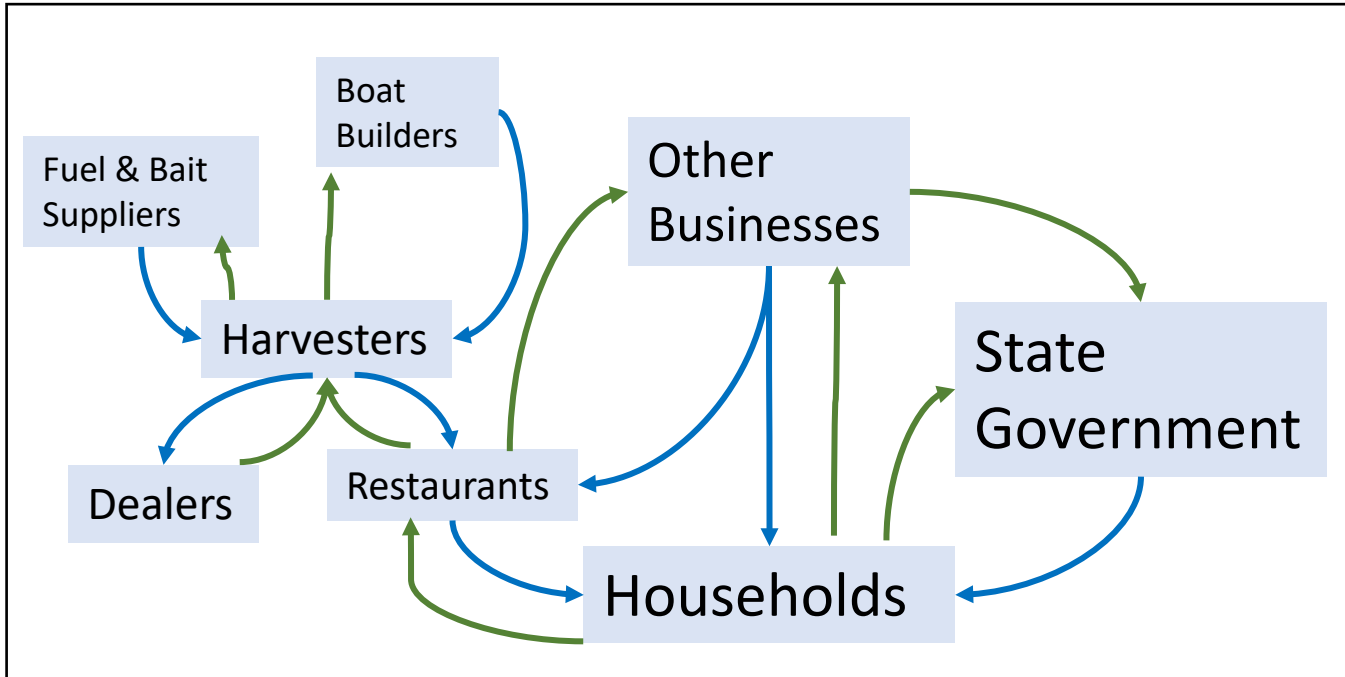 Boat
Builders
Fuel & Bait
Suppliers
Other
Businesses
Harvesters
State
Government
Dealers
Restaurants
Households